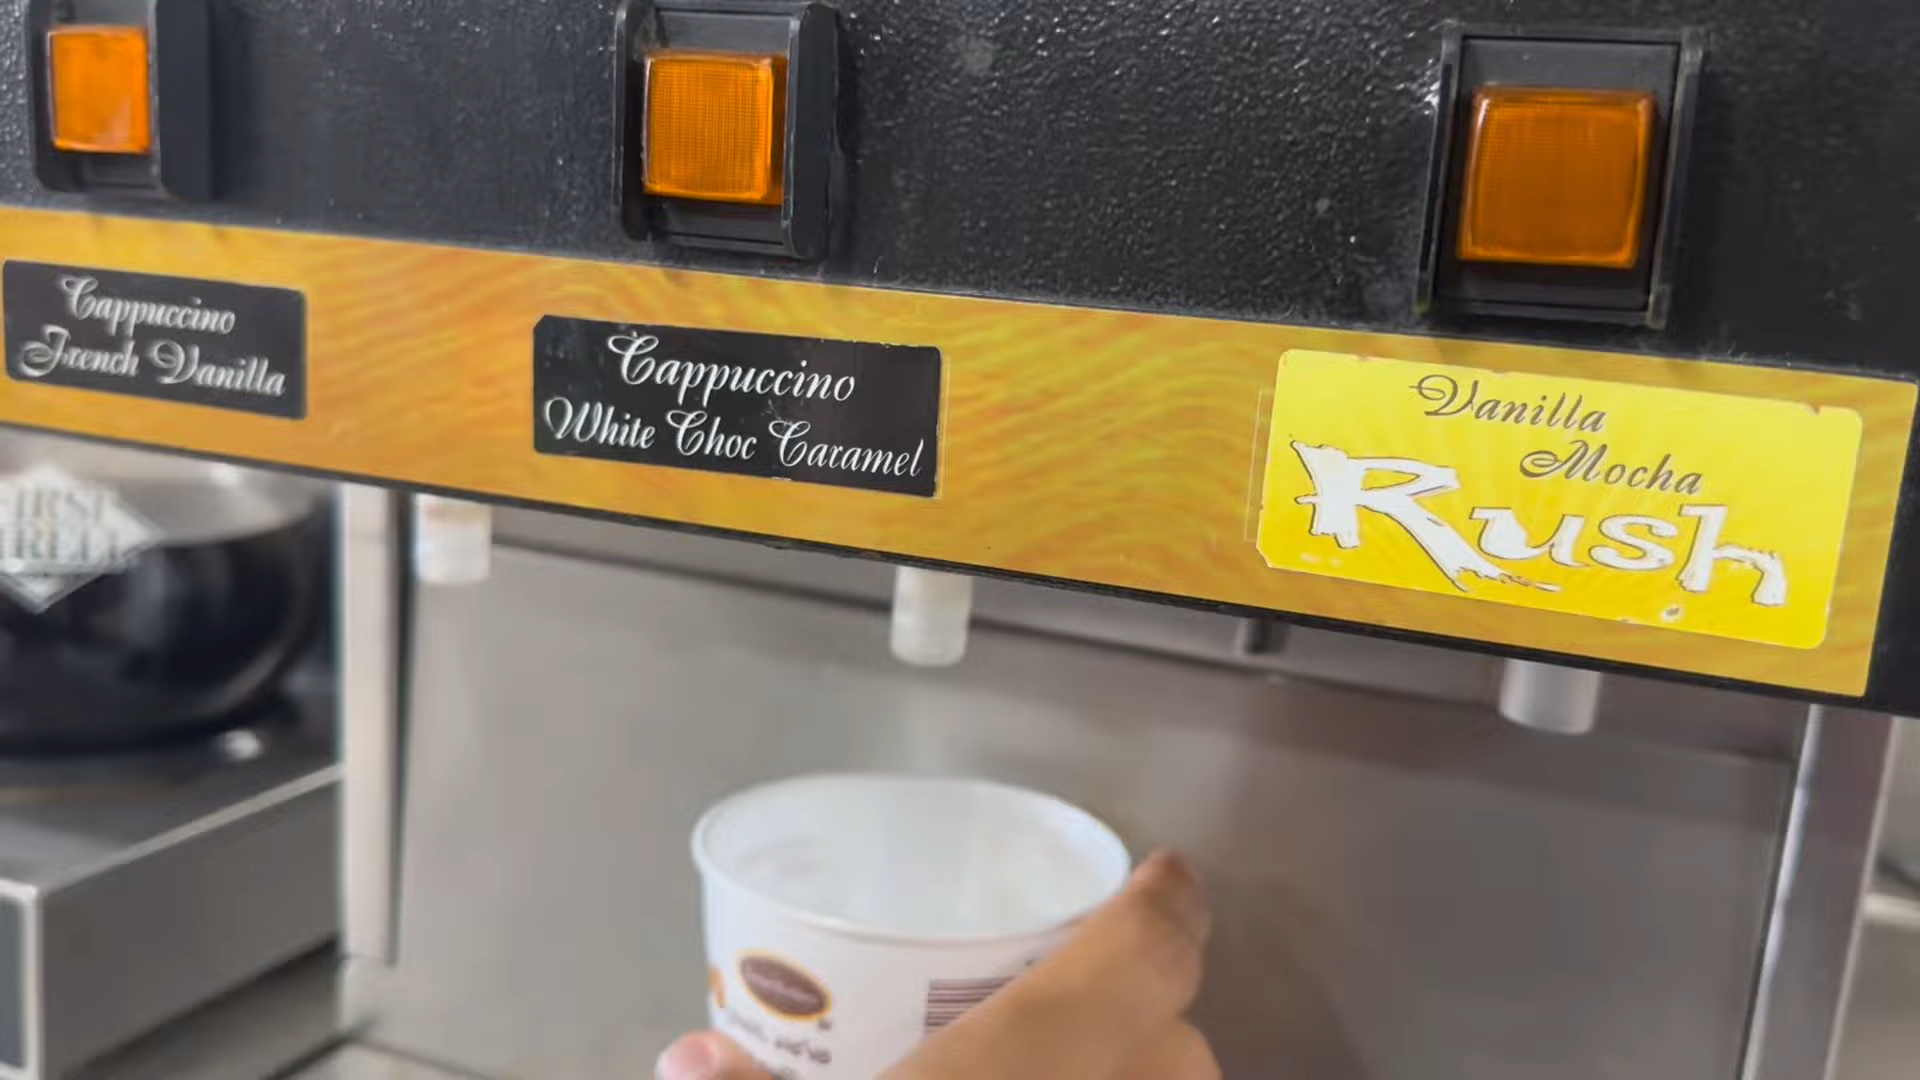 Cappuccino
French Vanilla
Cappuccino
White Choc Caramel
Vanilla
Mocha
Rush